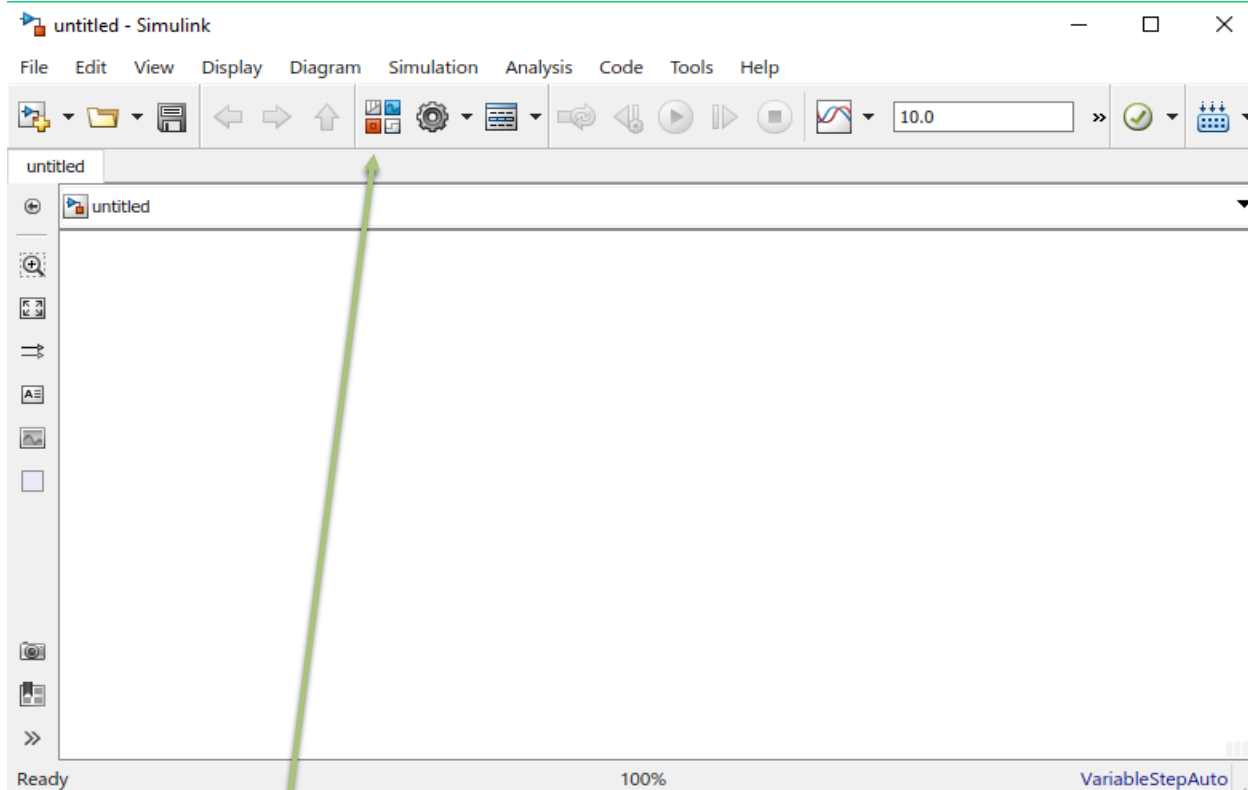 untitled - Simulink
File Edit View Display Diagram Simulation Analysis Code Tools Help
10.0 »
untitled
untitled
A
»
Ready 100% VariableStepAuto